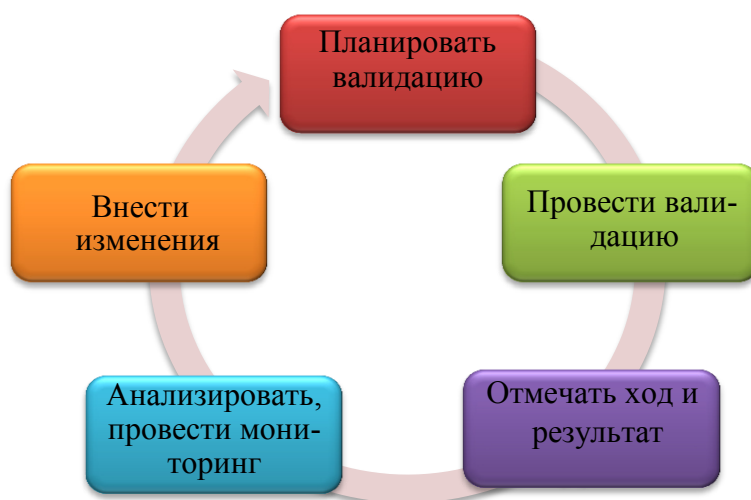 Планировать
валидацию
Провести вали-
дацию
Отмечать ход и
результат
Анализировать,
провести мони-
торинг
Внести
изменения